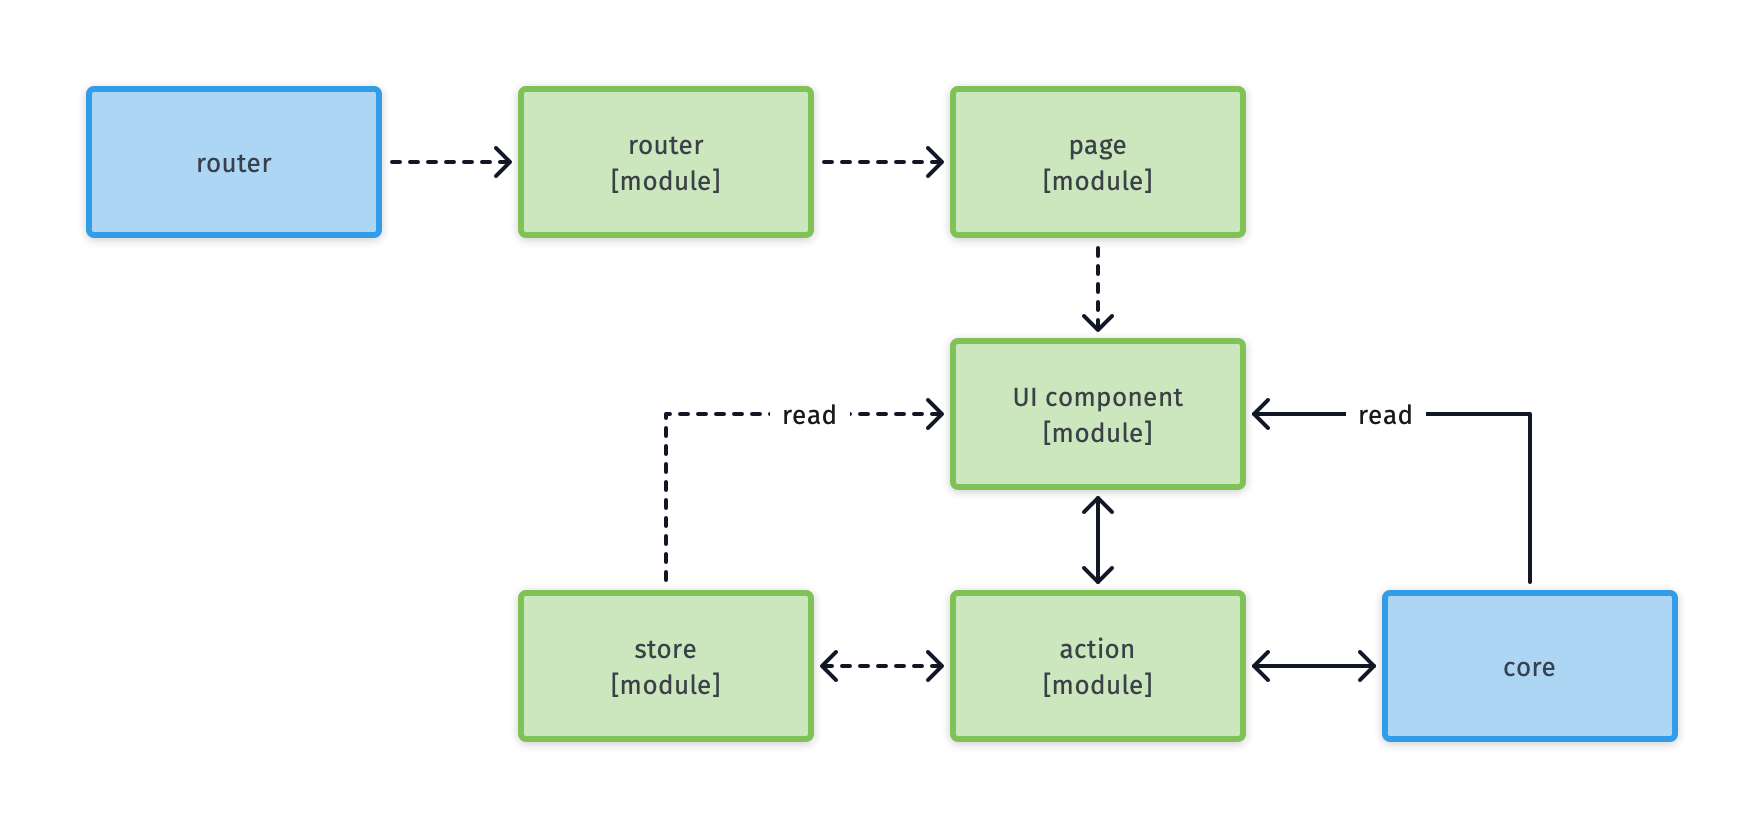 router
router
[module]
page
[module]
UI component
[module]
read
read
store
[module]
action
[module]
core